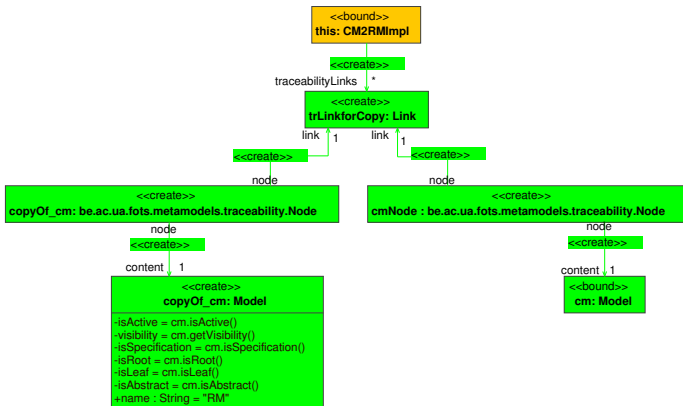 <<bound>>
this: CM2RMImpl
<<create>>
traceabilityLinks *
<<create>>
trLinkforCopy: Link
link 1 link 1
<<create>> <<create>>
node node
<<create>>
copyOf_cm: be.ac.ua.fots.metamodels.traceability.Node
<<create>>
cmNode : be.ac.ua.fots.metamodels.traceability.Node
node node
<<create>> <<create>>
content 1 content 1
<<create>>
copyOf_cm: Model
<<bound>>
cm: Model
-isActive = cm.isActive()
-visibility = cm.getVisibility()
-isSpecification = cm.isSpecification()
-isRoot = cm.isRoot()
-isLeaf = cm.isLeaf()
-isAbstract = cm.isAbstract()
+name : String = "RM"